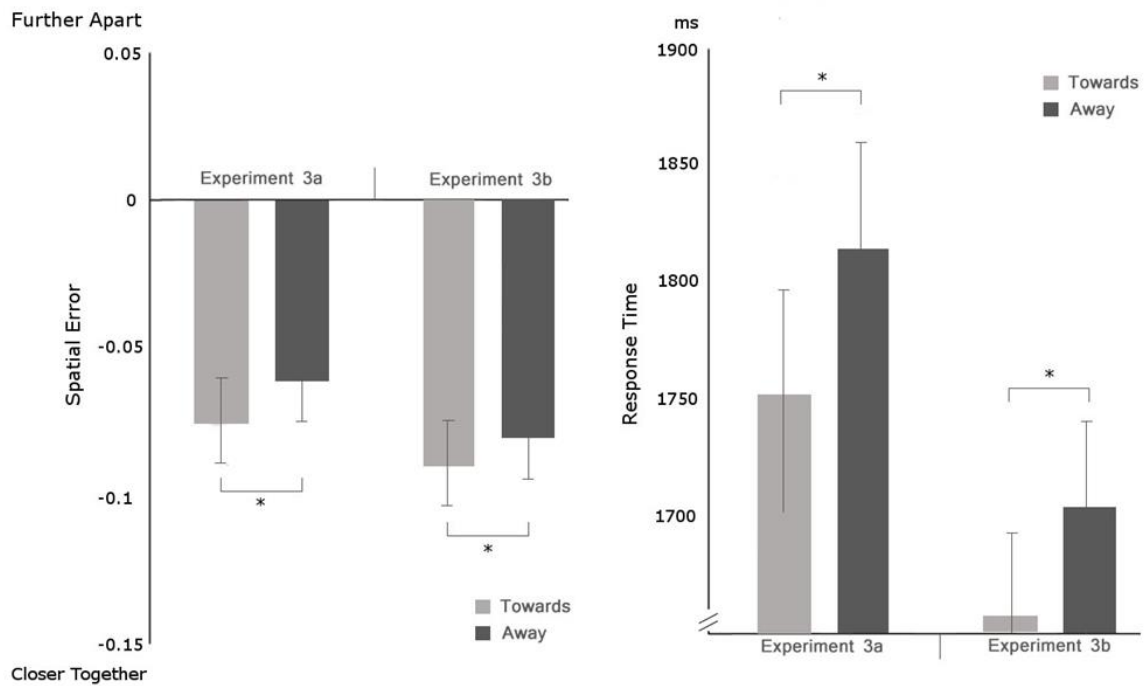 Further Apart
0.05
Experiment 3a
Experiment 3b
0
-0.05
Spatial Error
*
-0.1
*
Towards
Away
-0.15
Closer Together
ms
1900
*
Towards
Away
1850
1800
Response Time
*
1750
1700
Experiment 3a
Experiment 3b